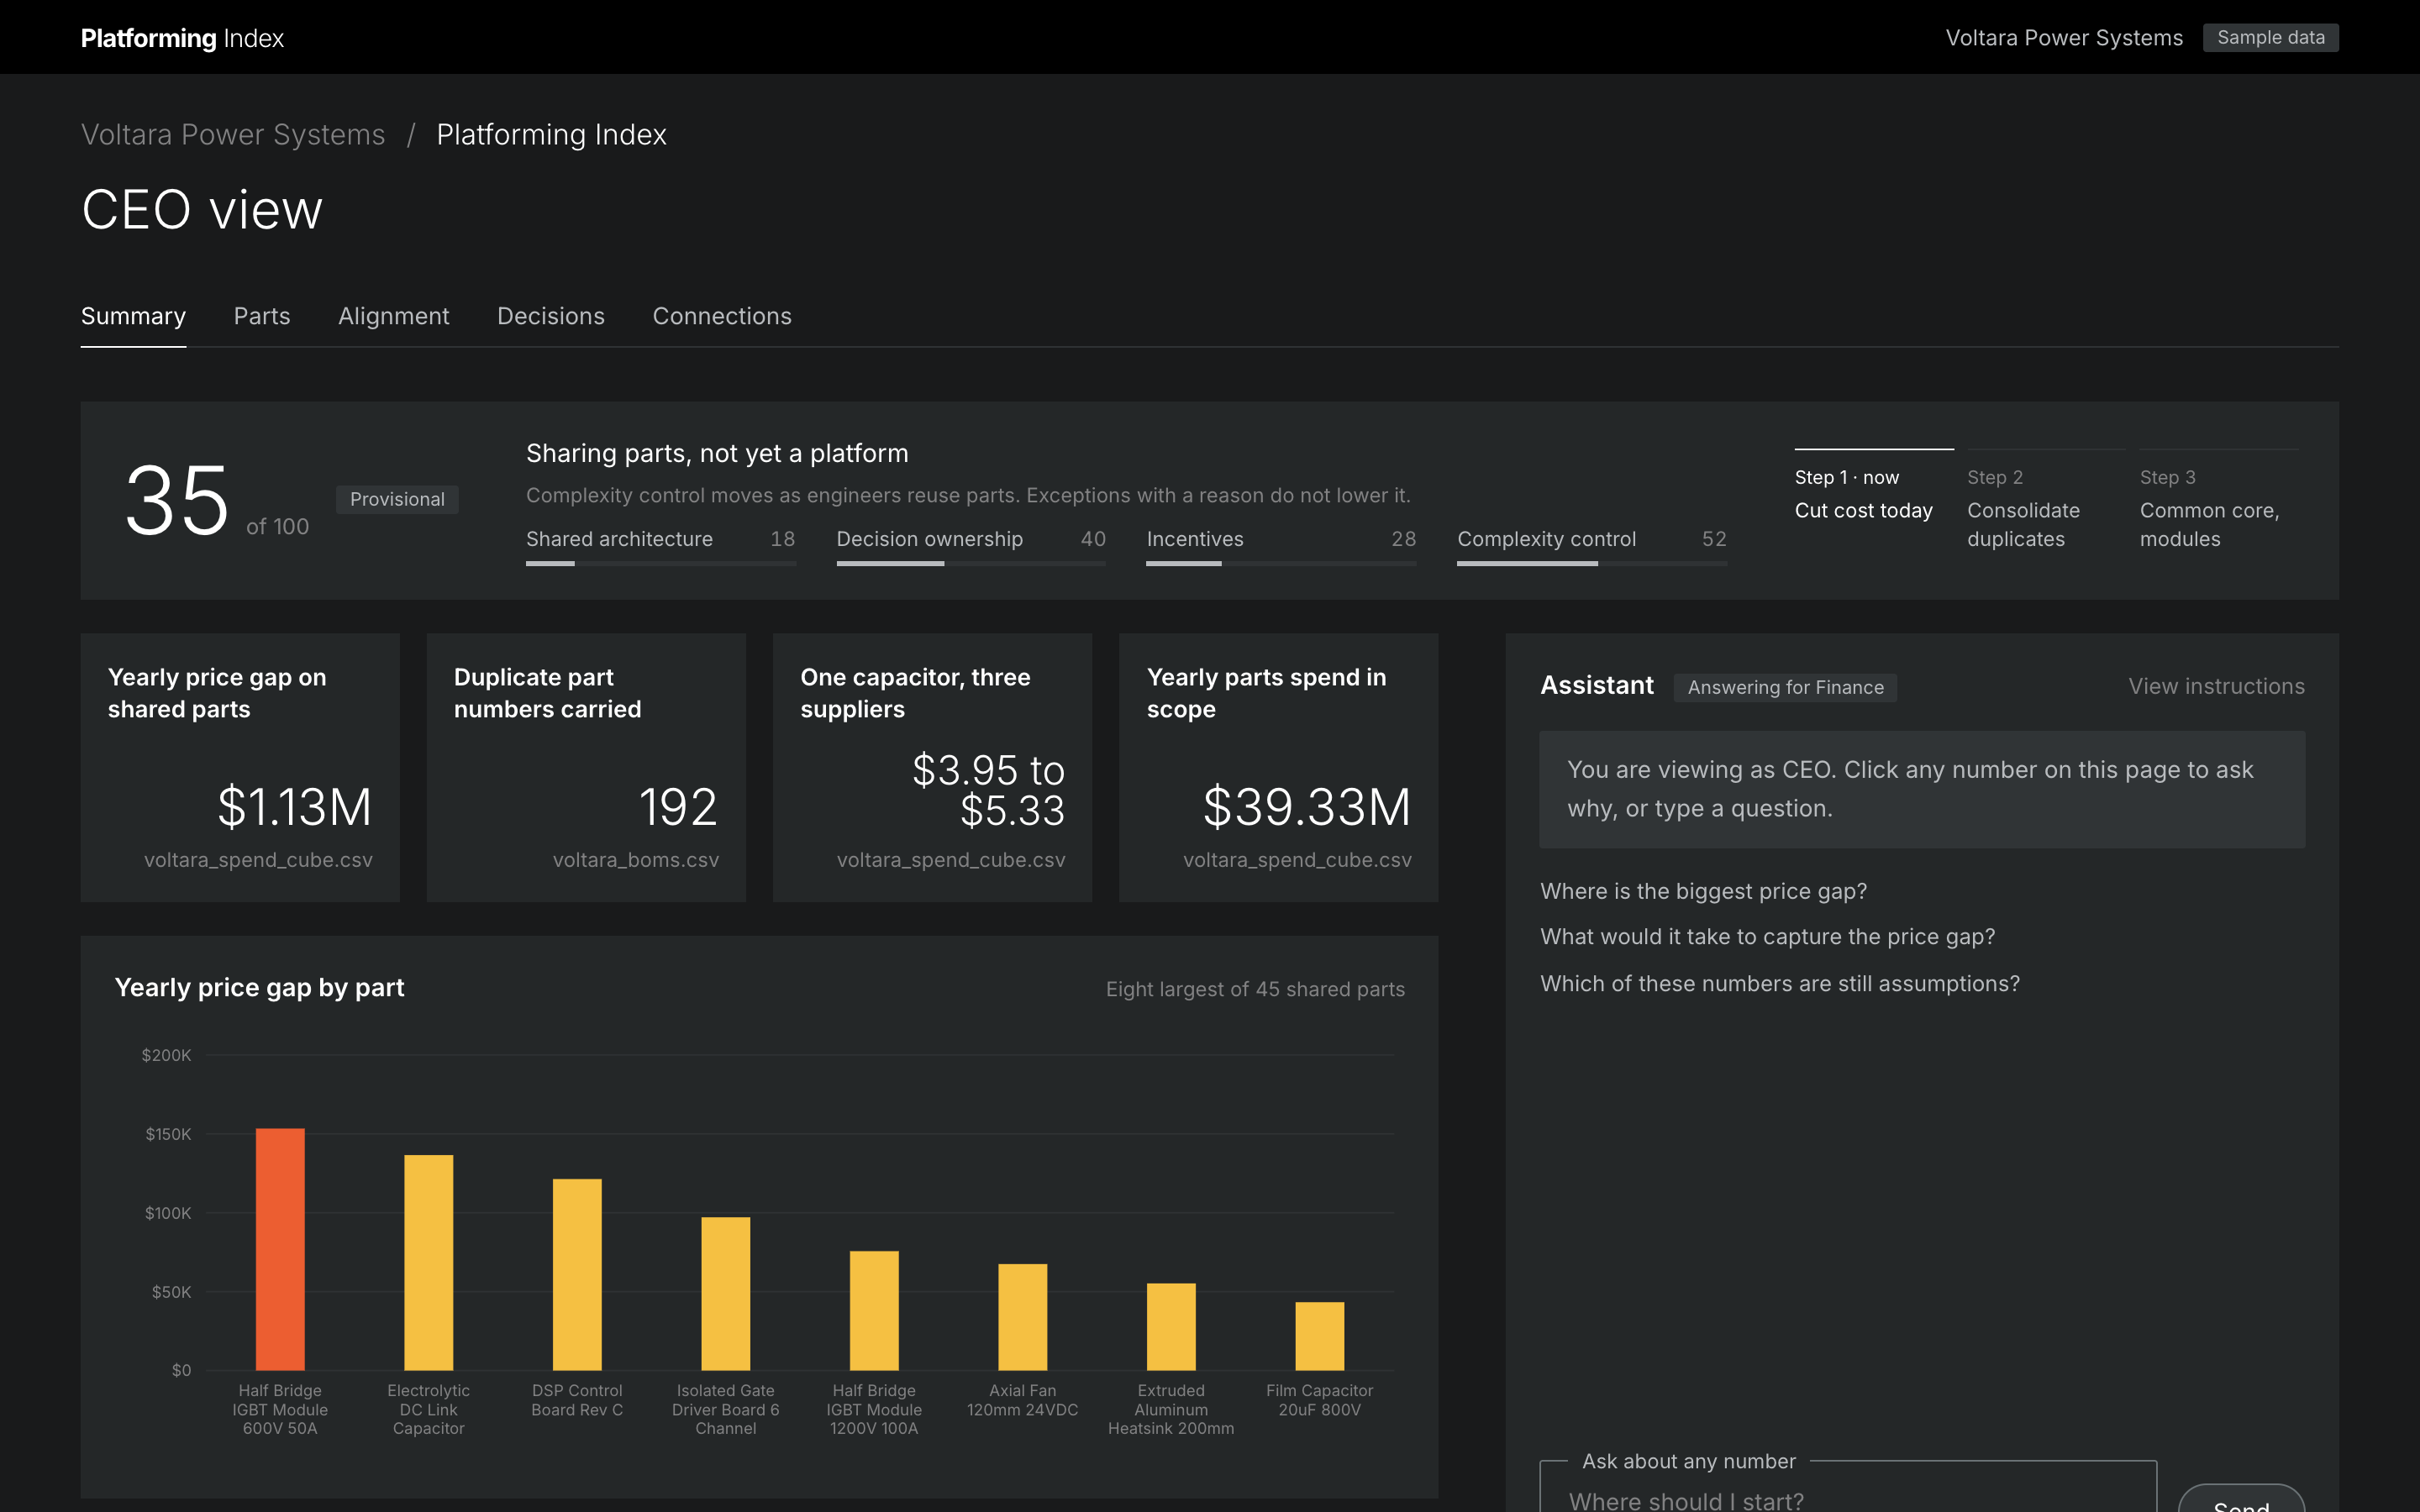 Platforming Index
Voltara Power Systems
Sample data
Voltara Power Systems / Platforming Index
CEO view
Summary
Parts
Alignment
Decisions
Connections
35 of 100
Provisional
Sharing parts, not yet a platform
Complexity control moves as engineers reuse parts. Exceptions with a reason do not lower it.
Shared architecture 18
Decision ownership 40
Incentives 28
Complexity control 52
Step 1 · now
Cut cost today
Step 2
Consolidate
duplicates
Step 3
Common core,
modules
Yearly price gap on
shared parts
$1.13M
voltara_spend_cube.csv
Duplicate part
numbers carried
192
voltara_boms.csv
One capacitor, three
suppliers
$3.95 to
$5.33
voltara_spend_cube.csv
Yearly parts spend in
scope
$39.33M
voltara_spend_cube.csv
Yearly price gap by part
Eight largest of 45 shared parts
$200K
$150K
$100K
$50K
$0
Half Bridge
IGBT Module
600V 50A
Electrolytic
DC Link
Capacitor
DSP Control
Board Rev C
Isolated Gate
Driver Board 6
Channel
Half Bridge
IGBT Module
1200V 100A
Axial Fan
120mm 24VDC
Extruded
Aluminum
Heatsink 200mm
Film Capacitor
20uF 800V
Assistant
Answering for Finance
View instructions
You are viewing as CEO. Click any number on this page to ask
why, or type a question.
Where is the biggest price gap?
What would it take to capture the price gap?
Which of these numbers are still assumptions?
Ask about any number
Where should I start?
Send